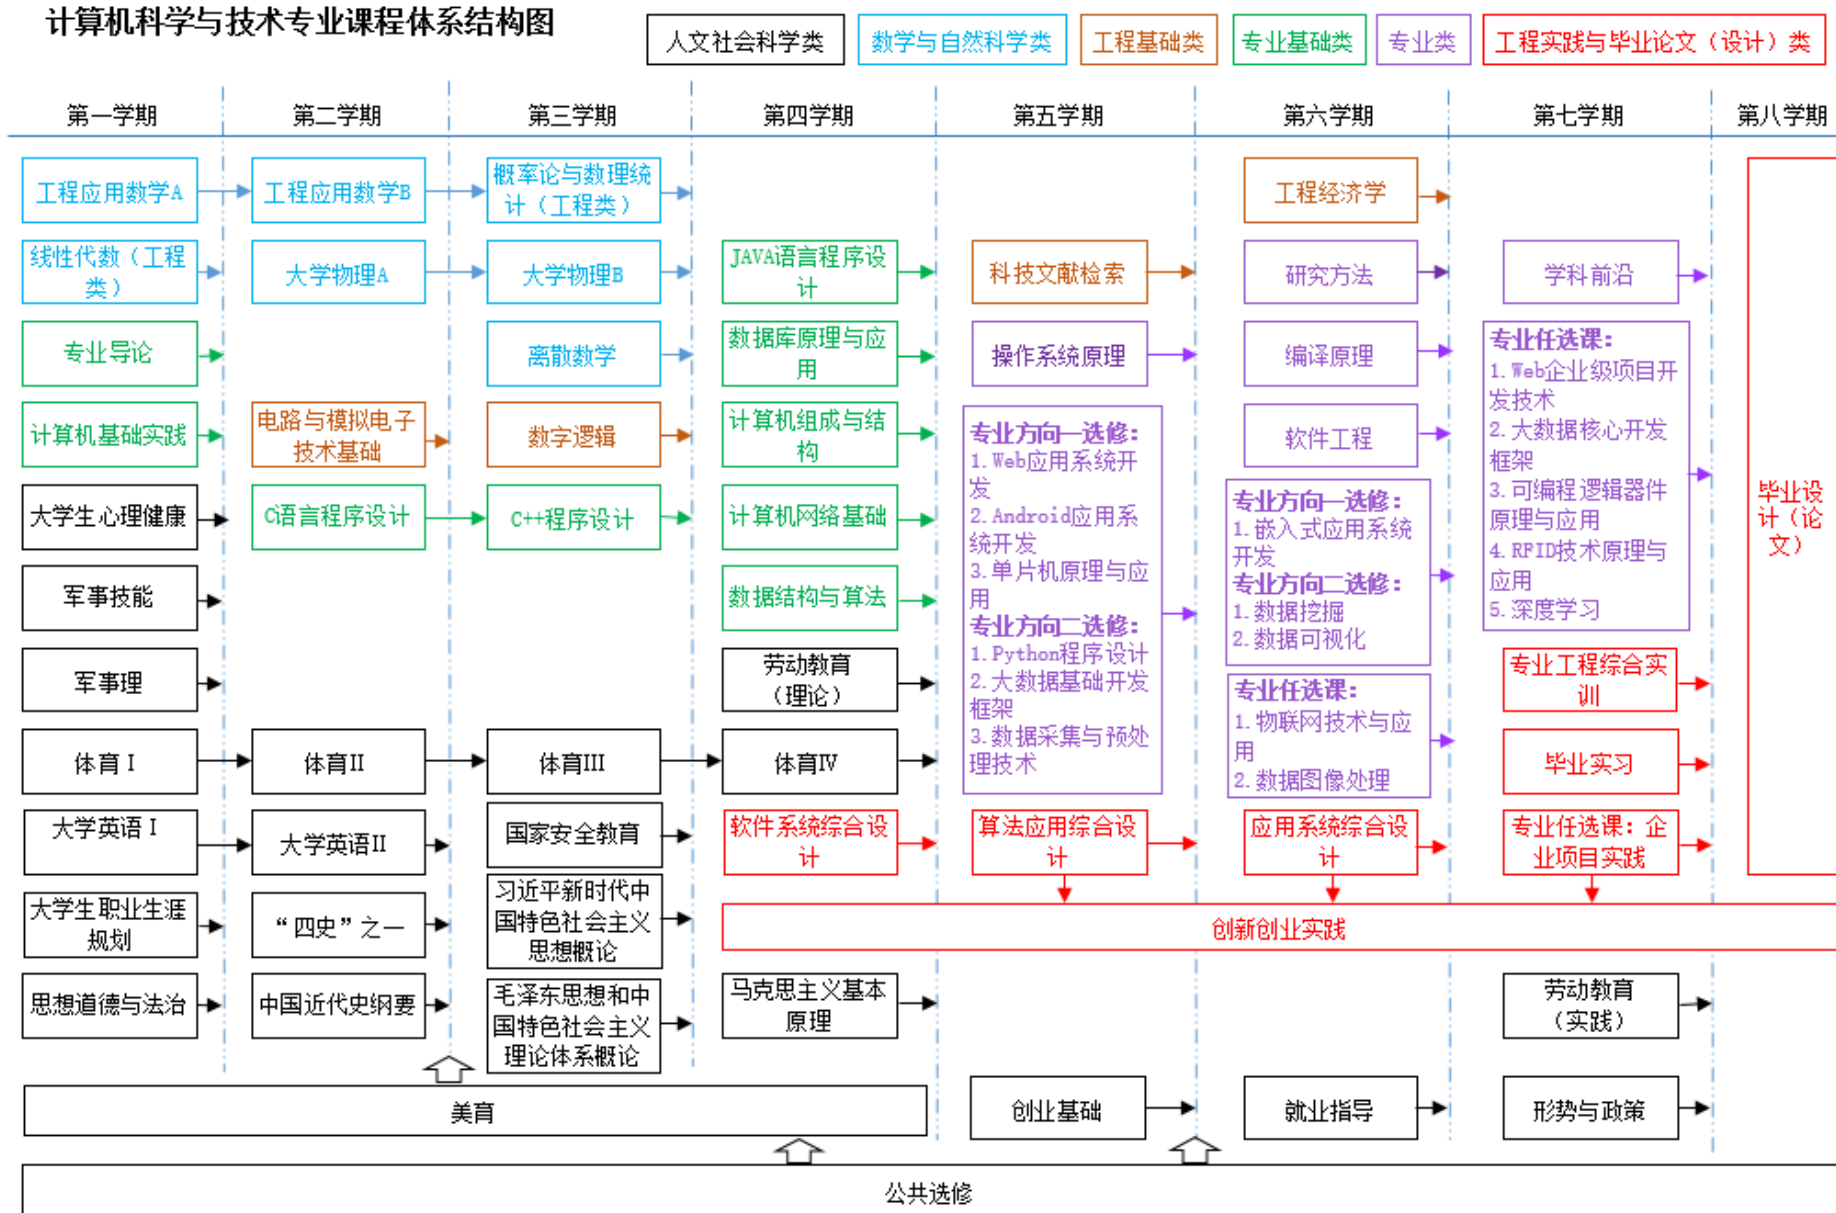 计算机科学与技术专业课程体系结构图
人文社会科学类
数学与自然科学类
工程基础类
专业基础类
专业类
工程实践与毕业论文（设计）类
第一学期
第二学期
第三学期
第四学期
第五学期
第六学期
第七学期
第八学期
工程应用数学A
线性代数（工程
类）
专业导论
计算机基础实践
大学生心理健康
军事技能
军事理
体育Ⅰ
大学英语Ⅰ
大学生职业生涯
规划
思想道德与法治
工程应用数学B
大学物理A
电路与模拟电子
技术基础
C语言程序设计
体育II
大学英语II
“四史”之一
中国近代史纲要
概率论与数理统
计（工程类）
大学物理B
离散数学
数字逻辑
C++程序设计
体育III
国家安全教育
习近平新时代中
国特色社会主义
思想概论
毛泽东思想和中
国特色社会主义
理论体系概论
JAVA语言程序设
计
数据库原理与应
用
计算机组成与结
构
计算机网络基础
数据结构与算法
劳动教育
（理论）
体育Ⅳ
软件系统综合设
计
马克思主义基本
原理
科技文献检索
操作系统原理
专业方向一选修：
1.Web应用系统开
发
2.Android应用系
统开发
3.单片机原理与应
用
专业方向二选修：
1.Python程序设计
2.大数据基础开发
框架
3.数据采集与预处
理技术
算法应用综合设
计
创业基础
工程经济学
研究方法
编译原理
软件工程
专业方向一选修：
1.嵌入式应用系统
开发
专业方向二选修：
1.数据挖掘
2.数据可视化
专业任选课：
1.物联网技术与应
用
2.数据图像处理
应用系统综合设
计
就业指导
学科前沿
专业任选课：
1.Web企业级项目开
发技术
2.大数据核心开发
框架
3.可编程逻辑器件
原理与应用
4.RFID技术原理与
应用
5.深度学习
专业工程综合实
训
毕业实习
专业任选课：企
业项目实践
劳动教育
（实践）
形势与政策
毕业设
计（论
文）
创新创业实践
美育
公共选修